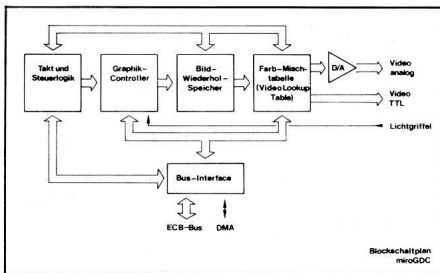 Takt und
Steuerlogik
Graphik-
Controller
Bild-
Wiederhol-
Speicher
Farb-Misch-
tabelle
(Video Lookup
Table)
D/A
Video
analog
Video
TTL
Lichtgriffel
Bus-Interface
ECB-Bus
DMA
Blockschaltplan
miroGDC